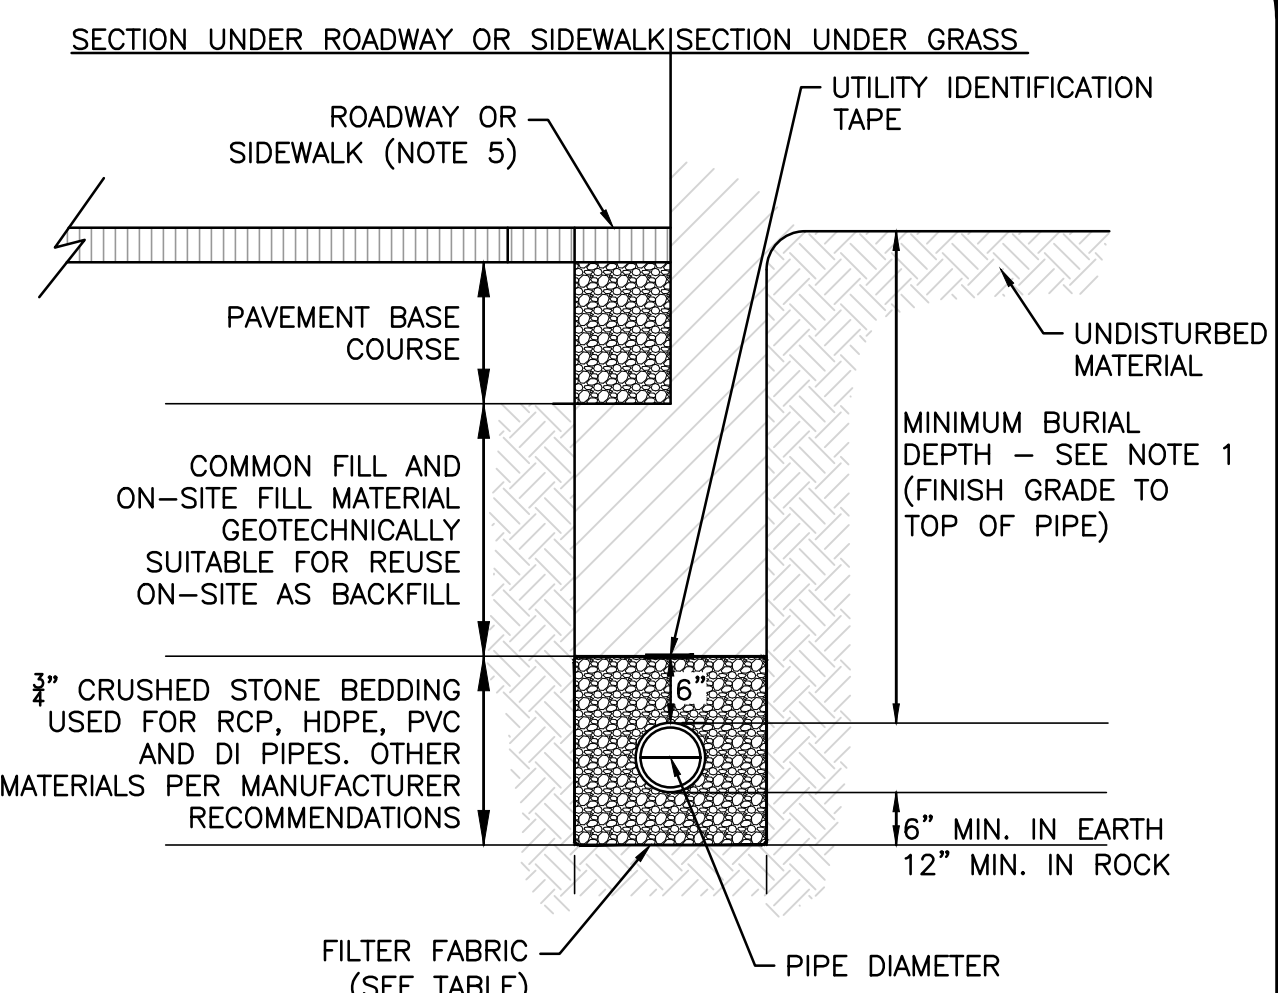 SECTION UNDER ROADWAY OR SIDEWALK
SECTION UNDER GRASS
UTILITY IDENTIFICATION
TAPE
ROADWAY OR
SIDEWALK (NOTE 5)
PAVEMENT BASE
COURSE
UNDISTURBED
MATERIAL
MINIMUM BURIAL
DEPTH – SEE NOTE 1
(FINISH GRADE TO
TOP OF PIPE)
COMMON FILL AND
ON–SITE FILL MATERIAL
GEOTECHNICALLY
SUITABLE FOR REUSE
ON–SITE AS BACKFILL
6”
¾” CRUSHED STONE BEDDING
USED FOR RCP, HDPE, PVC
AND DI PIPES. OTHER
MATERIALS PER MANUFACTURER
RECOMMENDATIONS
6” MIN. IN EARTH
12” MIN. IN ROCK
FILTER FABRIC
(SEE TABLE)
PIPE DIAMETER